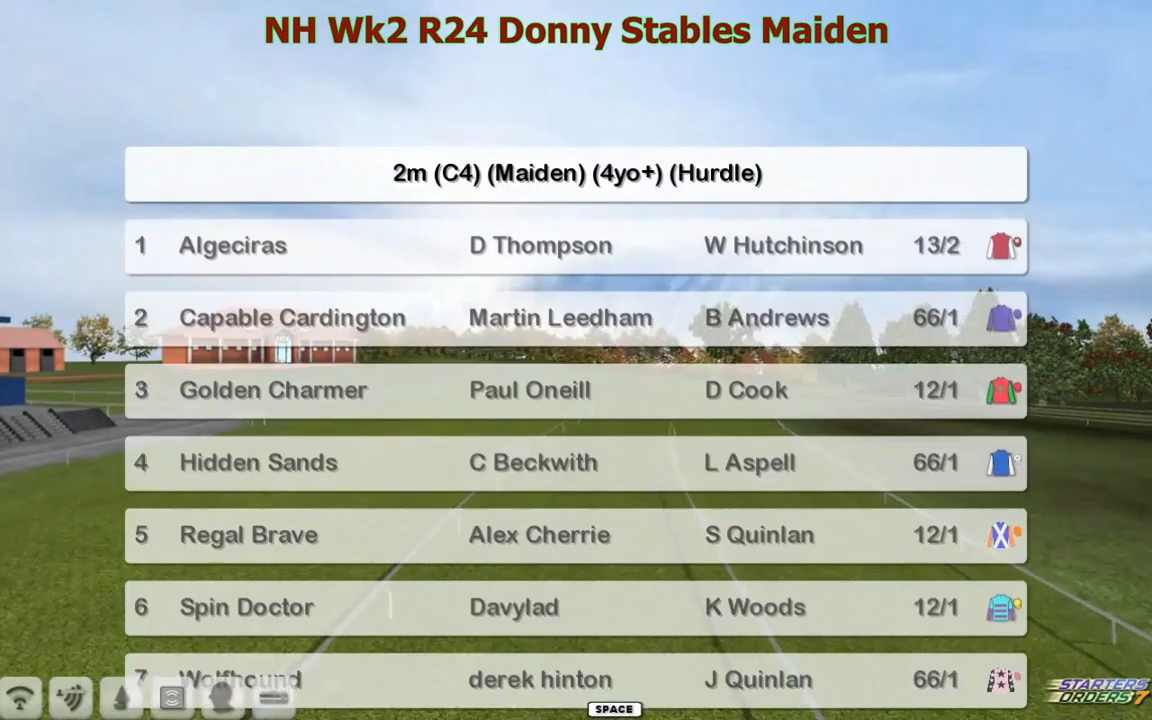 NH Wk2 R24 Donny Stables Maiden
2m (C4) (Maiden) (4yo+) (Hurdle)
1 Algeciras D Thompson W Hutchinson 13/2
2 Capable Cardington Martin Leedham B Andrews 66/1
3 Golden Charmer Paul Oneill D Cook 12/1
4 Hidden Sands C Beckwith L Aspell 66/1
5 Regal Brave Alex Cherrie S Quinlan 12/1
6 Spin Doctor Davylad K Woods 12/1
7 Wolfhound derek hinton J Quinlan 66/1
SPACE
STARTERS
ORDERS 7